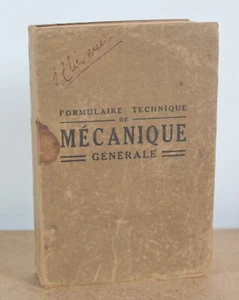 FORMULAIRE TECHNIQUE
DE
MÉCANIQUE
GÉNÉRALE